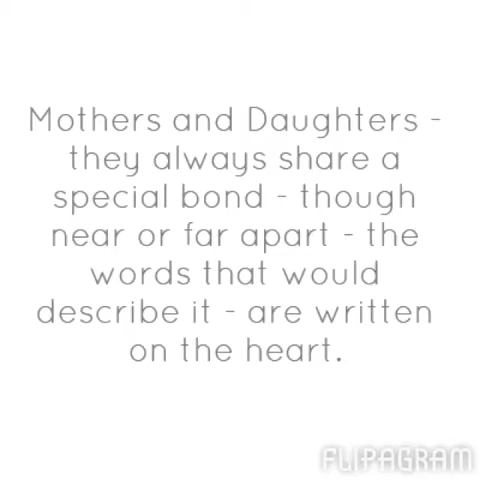 Mothers and Daughters -
they always share a
special bond - though
near or far apart - the
words that would
describe it - are written
on the heart.
FLIPAGRAM